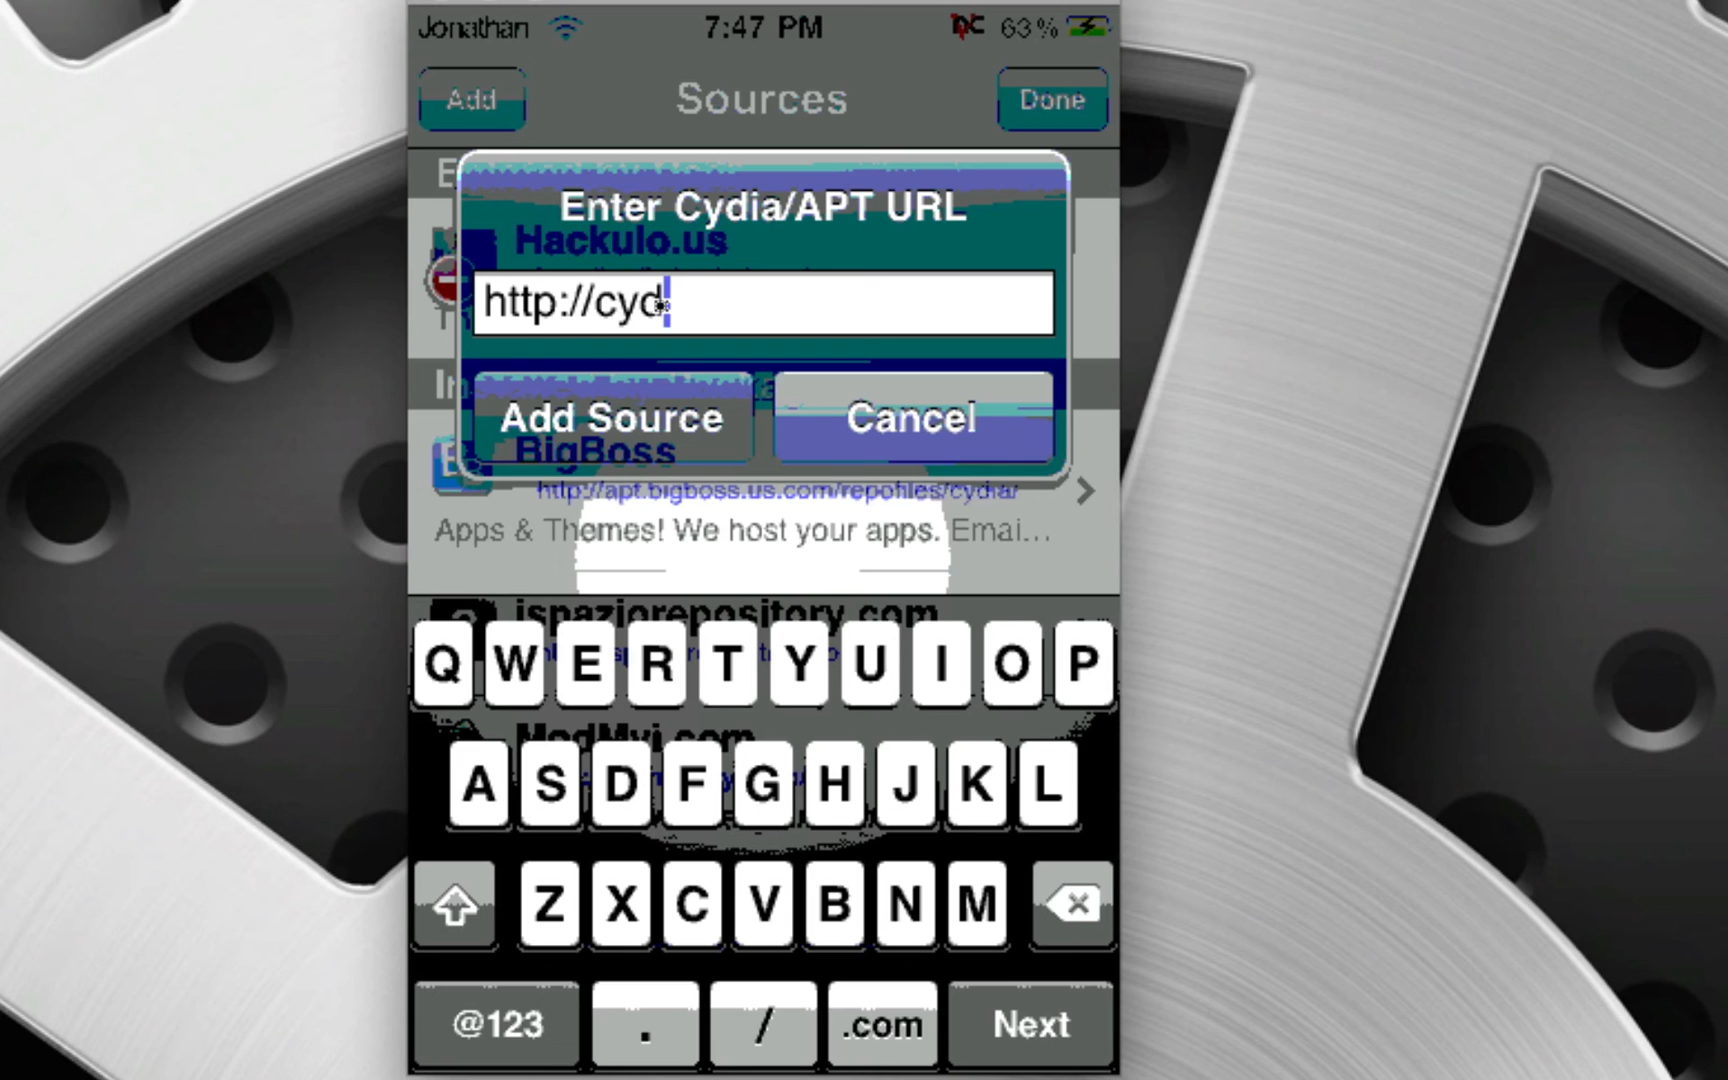 Jonathan 7:47 PM 63%
Add Sources Done
Enter Cydia/APT URL
Hackulo.us
http://cyd
Add Source Cancel
BigBoss
http://apt.bigboss.us.com/repofiles/cydia/
Apps & Themes! We host your apps. Emai...
ispaziorepository.com
Q W E R T Y U I O P
ModMyi.com
A S D F G H J K L
Z X C V B N M
@123 . / .com Next